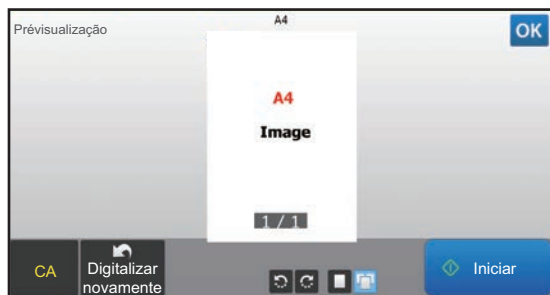 A4
Prévisualização
OK
A4
Image
1 / 1
CA
Digitalizar
novamente
Iniciar